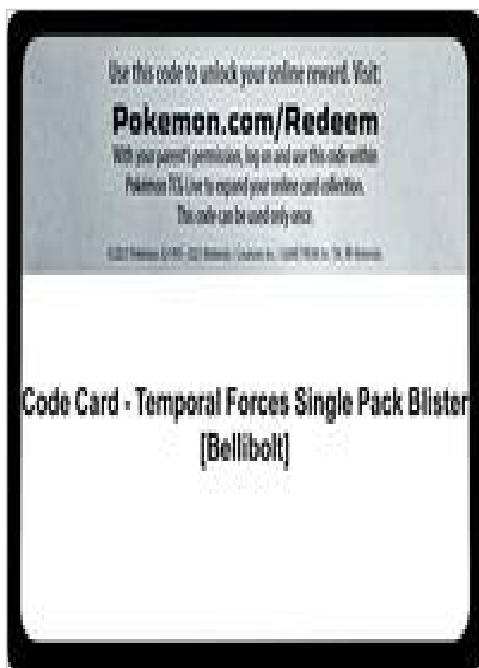 Use this code to unlock your online reward. Visit:
Pokemon.com/Redeem
With your parent's permission, log on and use this code within
Pokémon TCG Live to expand your online card collection.
This code can be used only once.
Code Card - Temporal Forces Single Pack Blister
[Bellibolt]